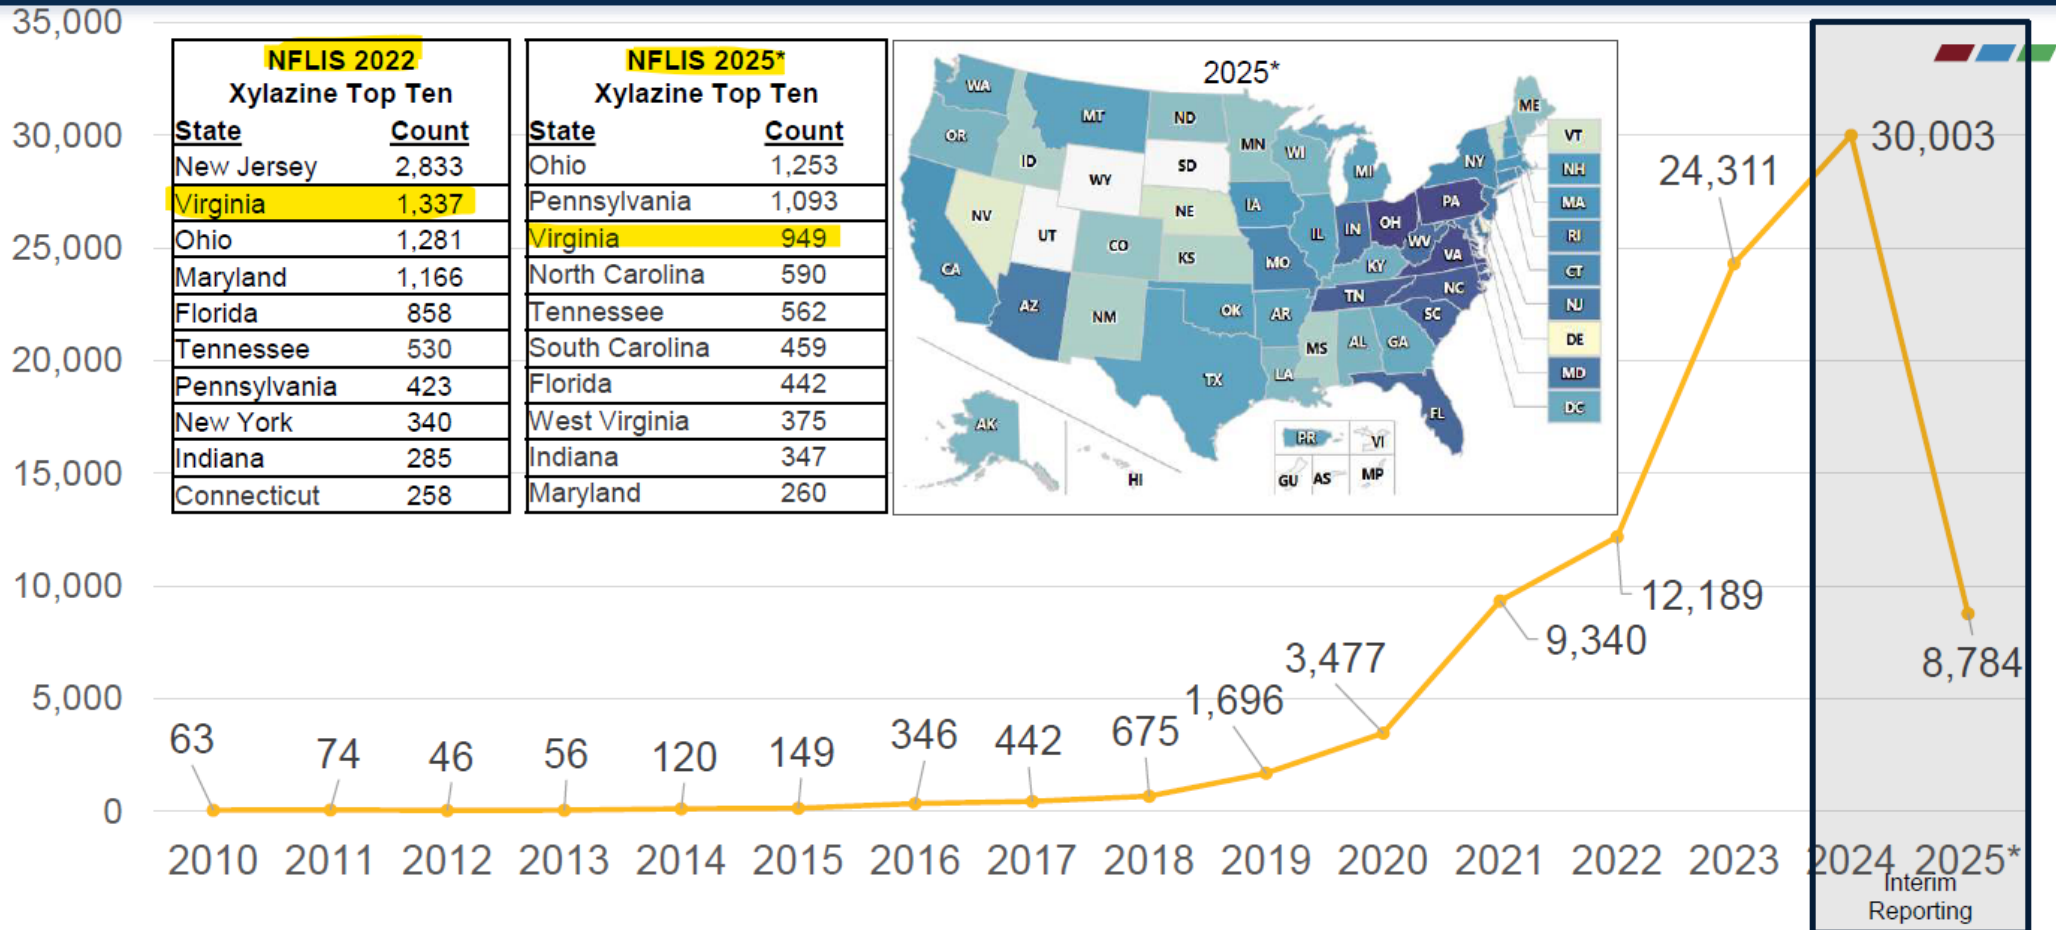 35,000
30,000
25,000
20,000
15,000
10,000
5,000
0
NFLIS 2022
Xylazine Top Ten
State Count
New Jersey 2,833
Virginia 1,337
Ohio 1,281
Maryland 1,166
Florida 858
Tennessee 530
Pennsylvania 423
New York 340
Indiana 285
Connecticut 258
NFLIS 2025*
Xylazine Top Ten
State Count
Ohio 1,253
Pennsylvania 1,093
Virginia 949
North Carolina 590
Tennessee 562
South Carolina 459
Florida 442
West Virginia 375
Indiana 347
Maryland 260
2025*
WA
MT
ND
MN
ME
OR
ID
SD
WI
MI
NY
WY
NV
UT
CO
NE
IA
IL
IN
OH
PA
WV
VA
CA
KS
MO
KY
NC
TN
AZ
NM
OK
AR
SC
MS
AL
GA
TX
LA
FL
AK
HI
PR
VI
GU
AS
MP
VT
NH
MA
RI
CT
NJ
DE
MD
DC
63
74
46
56
120
149
346
442
675
1,696
3,477
9,340
12,189
24,311
30,003
8,784
2010 2011 2012 2013 2014 2015 2016 2017 2018 2019 2020 2021 2022 2023 2024 2025*
Interim
Reporting